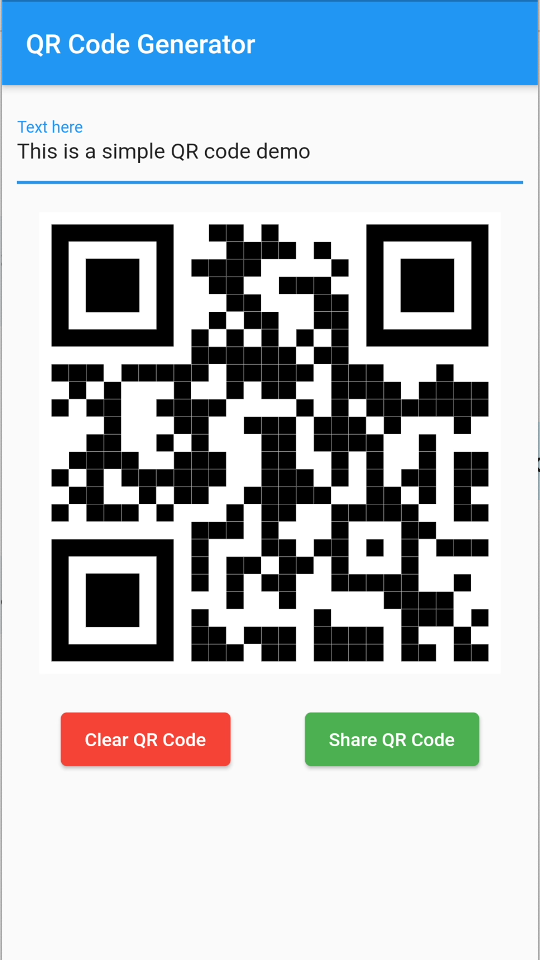 QR Code Generator
Text here
This is a simple QR code demo
Clear QR Code
Share QR Code